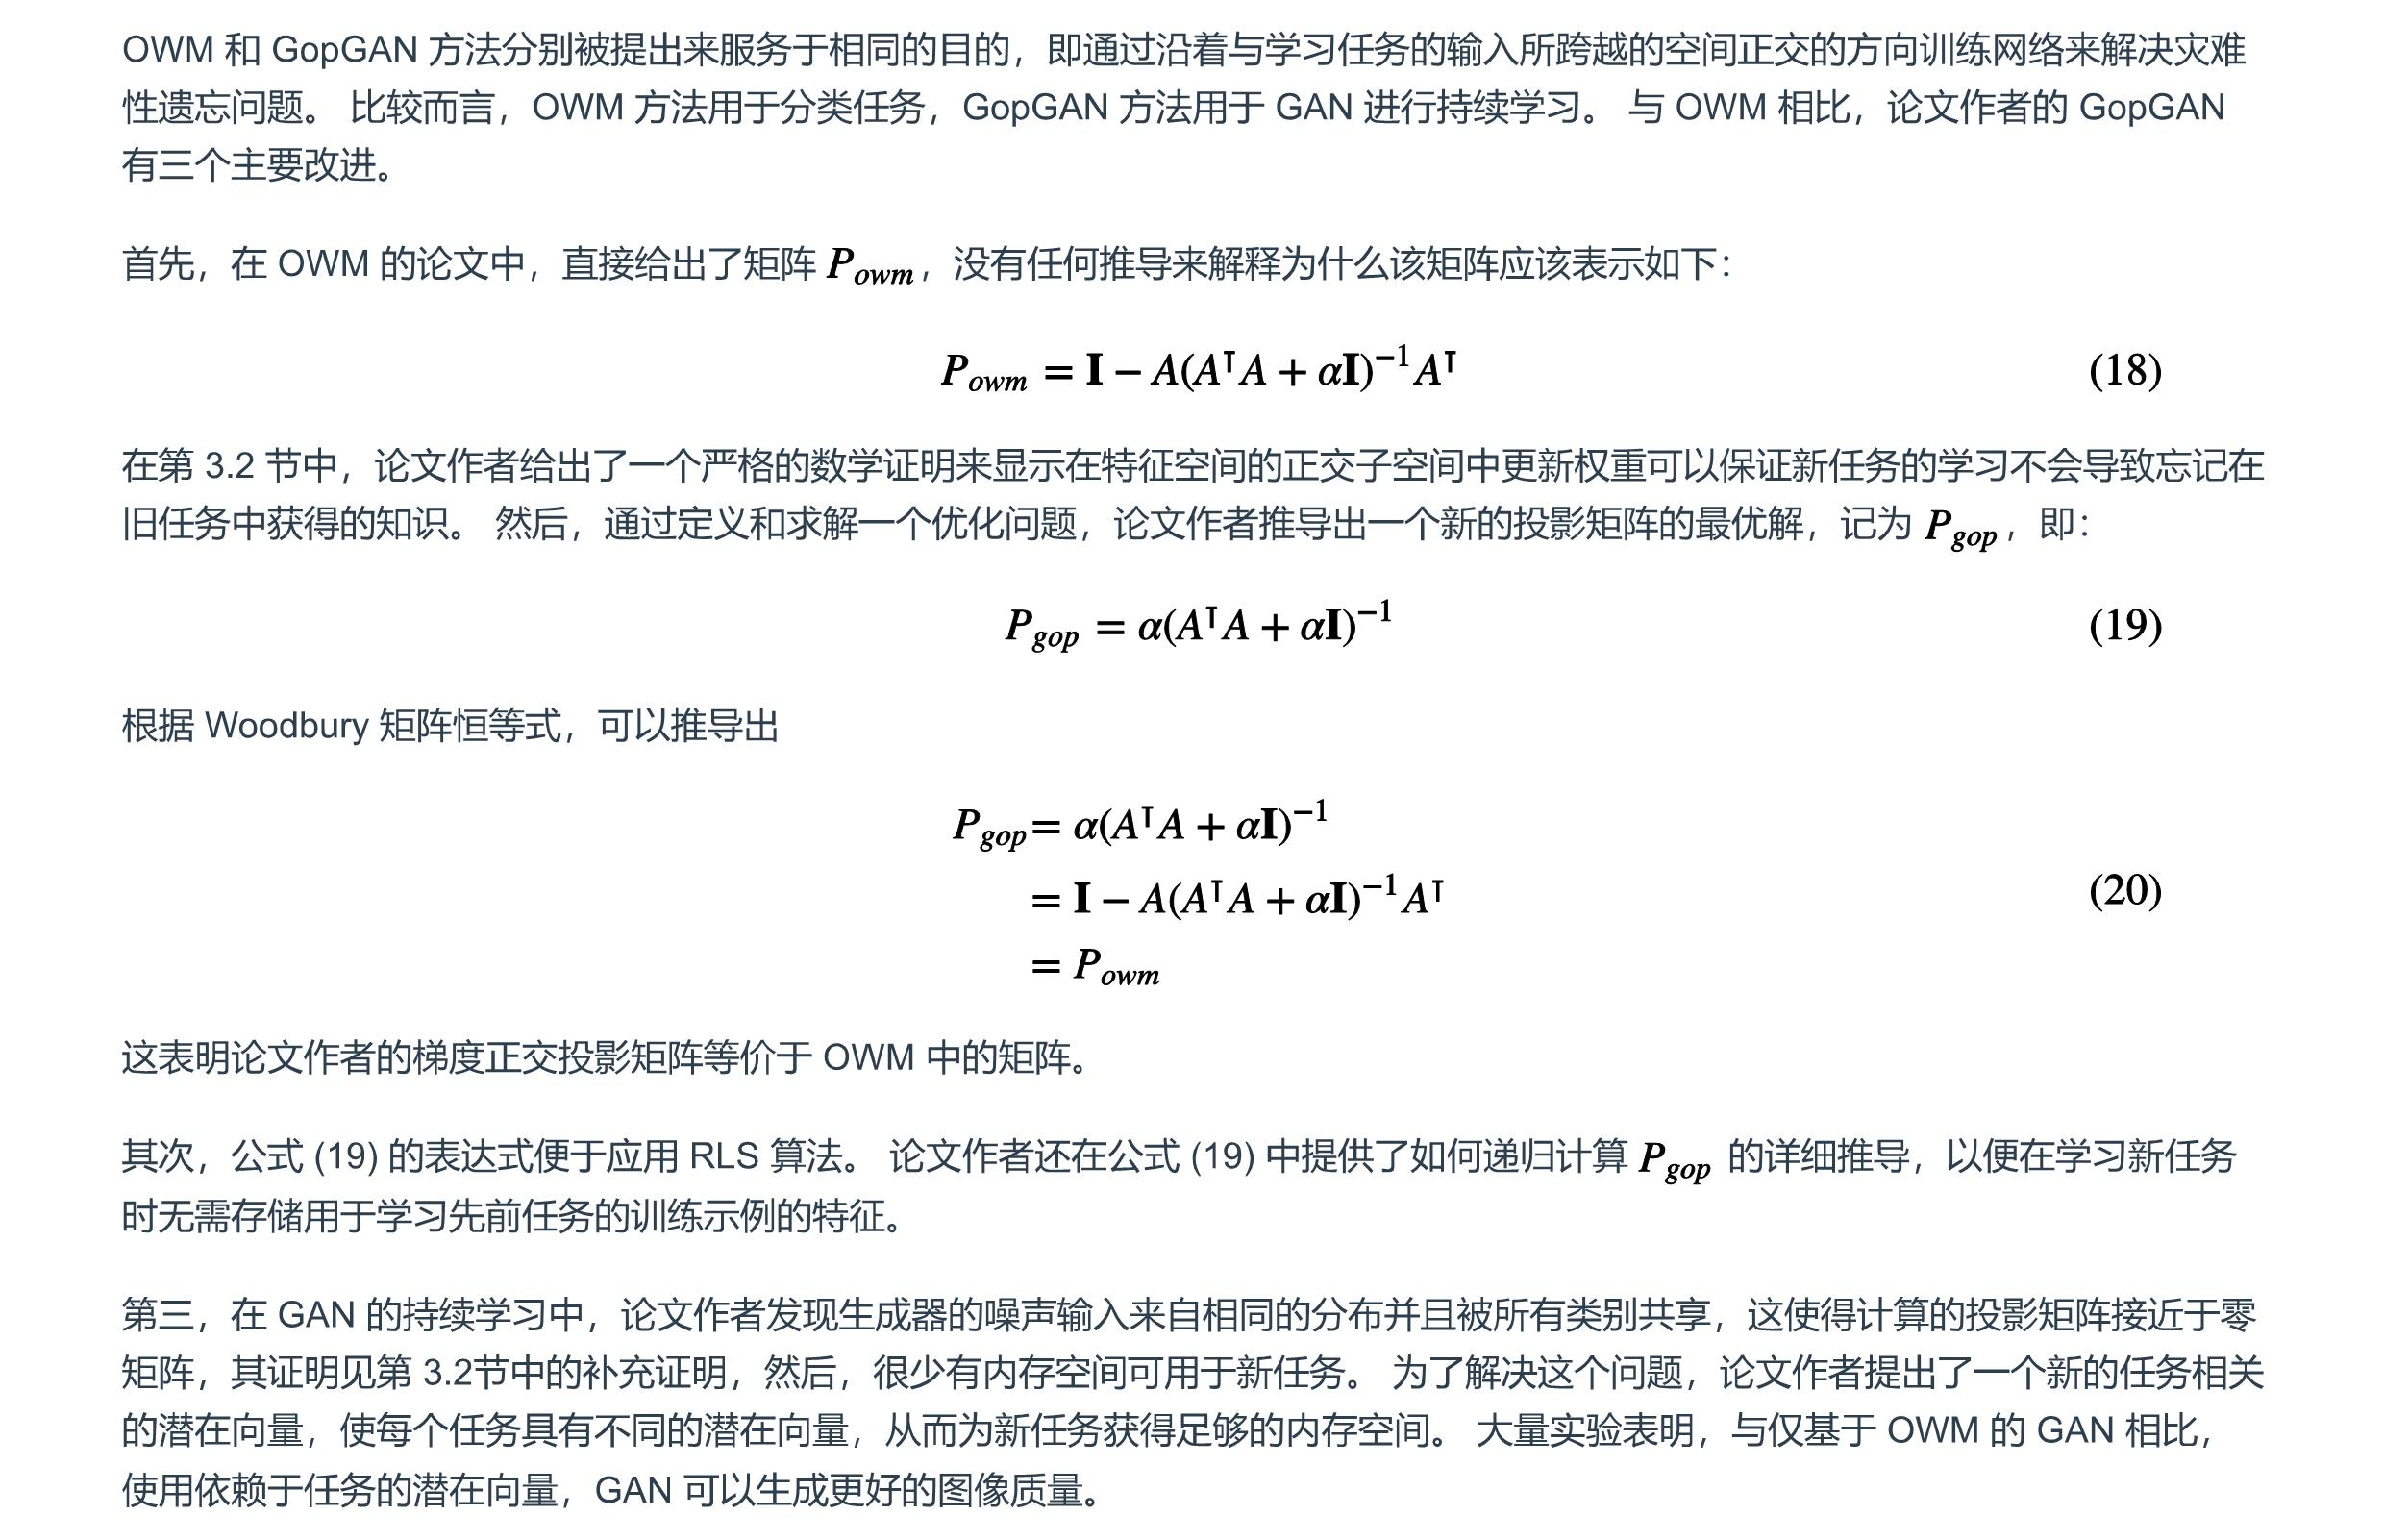 OWM 和 GopGAN 方法分别被提出来服务于相同的目的，即通过沿着与学习任务的输入所跨越的空间正交的方向训练网络来解决灾难
性遗忘问题。 比较而言，OWM 方法用于分类任务，GopGAN 方法用于 GAN 进行持续学习。 与 OWM 相比，论文作者的 GopGAN
有三个主要改进。
首先，在 OWM 的论文中，直接给出了矩阵 P_{owm}，没有任何推导来解释为什么该矩阵应该表示如下：
P_{owm} = I − A(A^⊺A + αI)^{−1}A^⊺ (18)
在第 3.2 节中，论文作者给出了一个严格的数学证明来显示在特征空间的正交子空间中更新权重可以保证新任务的学习不会导致忘记在
旧任务中获得的知识。 然后，通过定义和求解一个优化问题，论文作者推导出一个新的投影矩阵的最优解，记为 P_{gop}，即：
P_{gop} = α(A^⊺A + αI)^{−1} (19)
根据 Woodbury 矩阵恒等式，可以推导出
P_{gop} = α(A^⊺A + αI)^{−1}
= I − A(A^⊺A + αI)^{−1}A^⊺ (20)
= P_{owm}
这表明论文作者的梯度正交投影矩阵等价于 OWM 中的矩阵。
其次，公式 (19) 的表达式便于应用 RLS 算法。 论文作者还在公式 (19) 中提供了如何递归计算 P_{gop} 的详细推导，以便在学习新任务
时无需存储用于学习先前任务的训练示例的特征。
第三，在 GAN 的持续学习中，论文作者发现生成器的噪声输入来自相同的分布并且被所有类别共享，这使得计算的投影矩阵接近于零
矩阵，其证明见第 3.2节中的补充证明，然后，很少有内存空间可用于新任务。 为了解决这个问题，论文作者提出了一个新的任务相关
的潜在向量，使每个任务具有不同的潜在向量，从而为新任务获得足够的内存空间。 大量实验表明，与仅基于 OWM 的 GAN 相比，
使用依赖于任务的潜在向量，GAN 可以生成更好的图像质量。